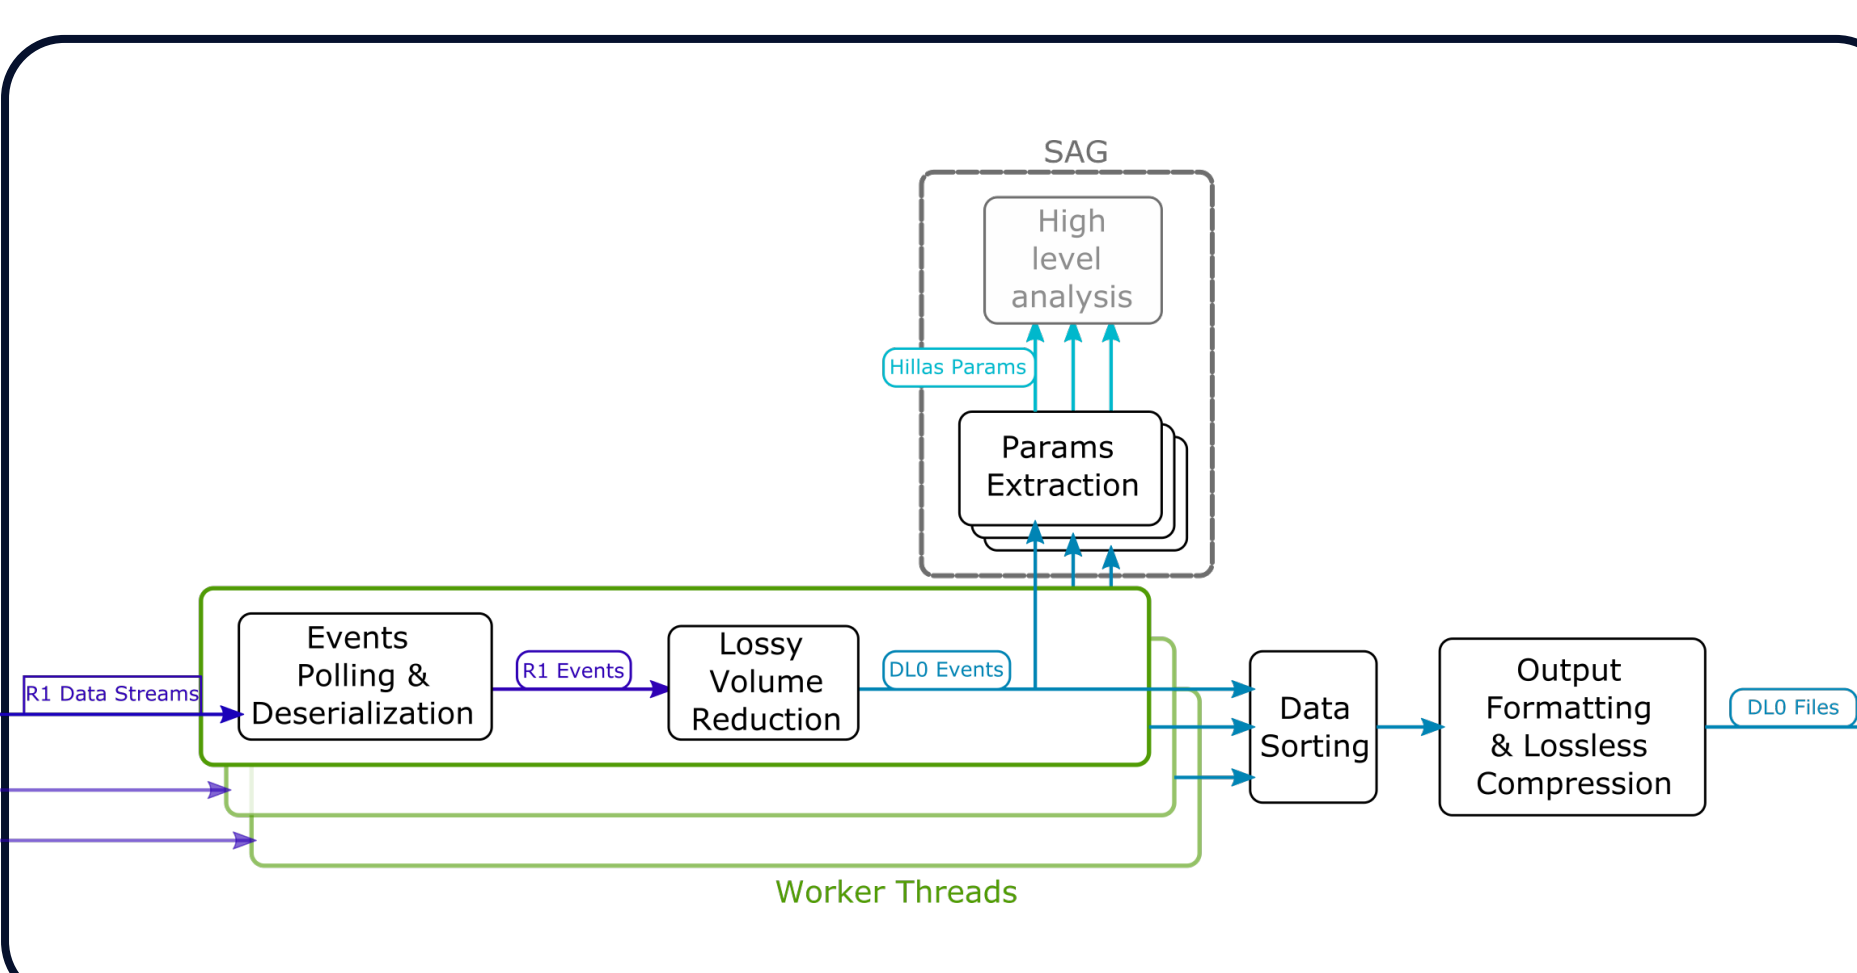 SAG
High
level
analysis
Hillas Params
Params
Extraction
Events
Polling &
Deserialization
R1 Data Streams
R1 Events
Lossy
Volume
Reduction
DL0 Events
Data
Sorting
Output
Formatting
& Lossless
Compression
DL0 Files
Worker Threads